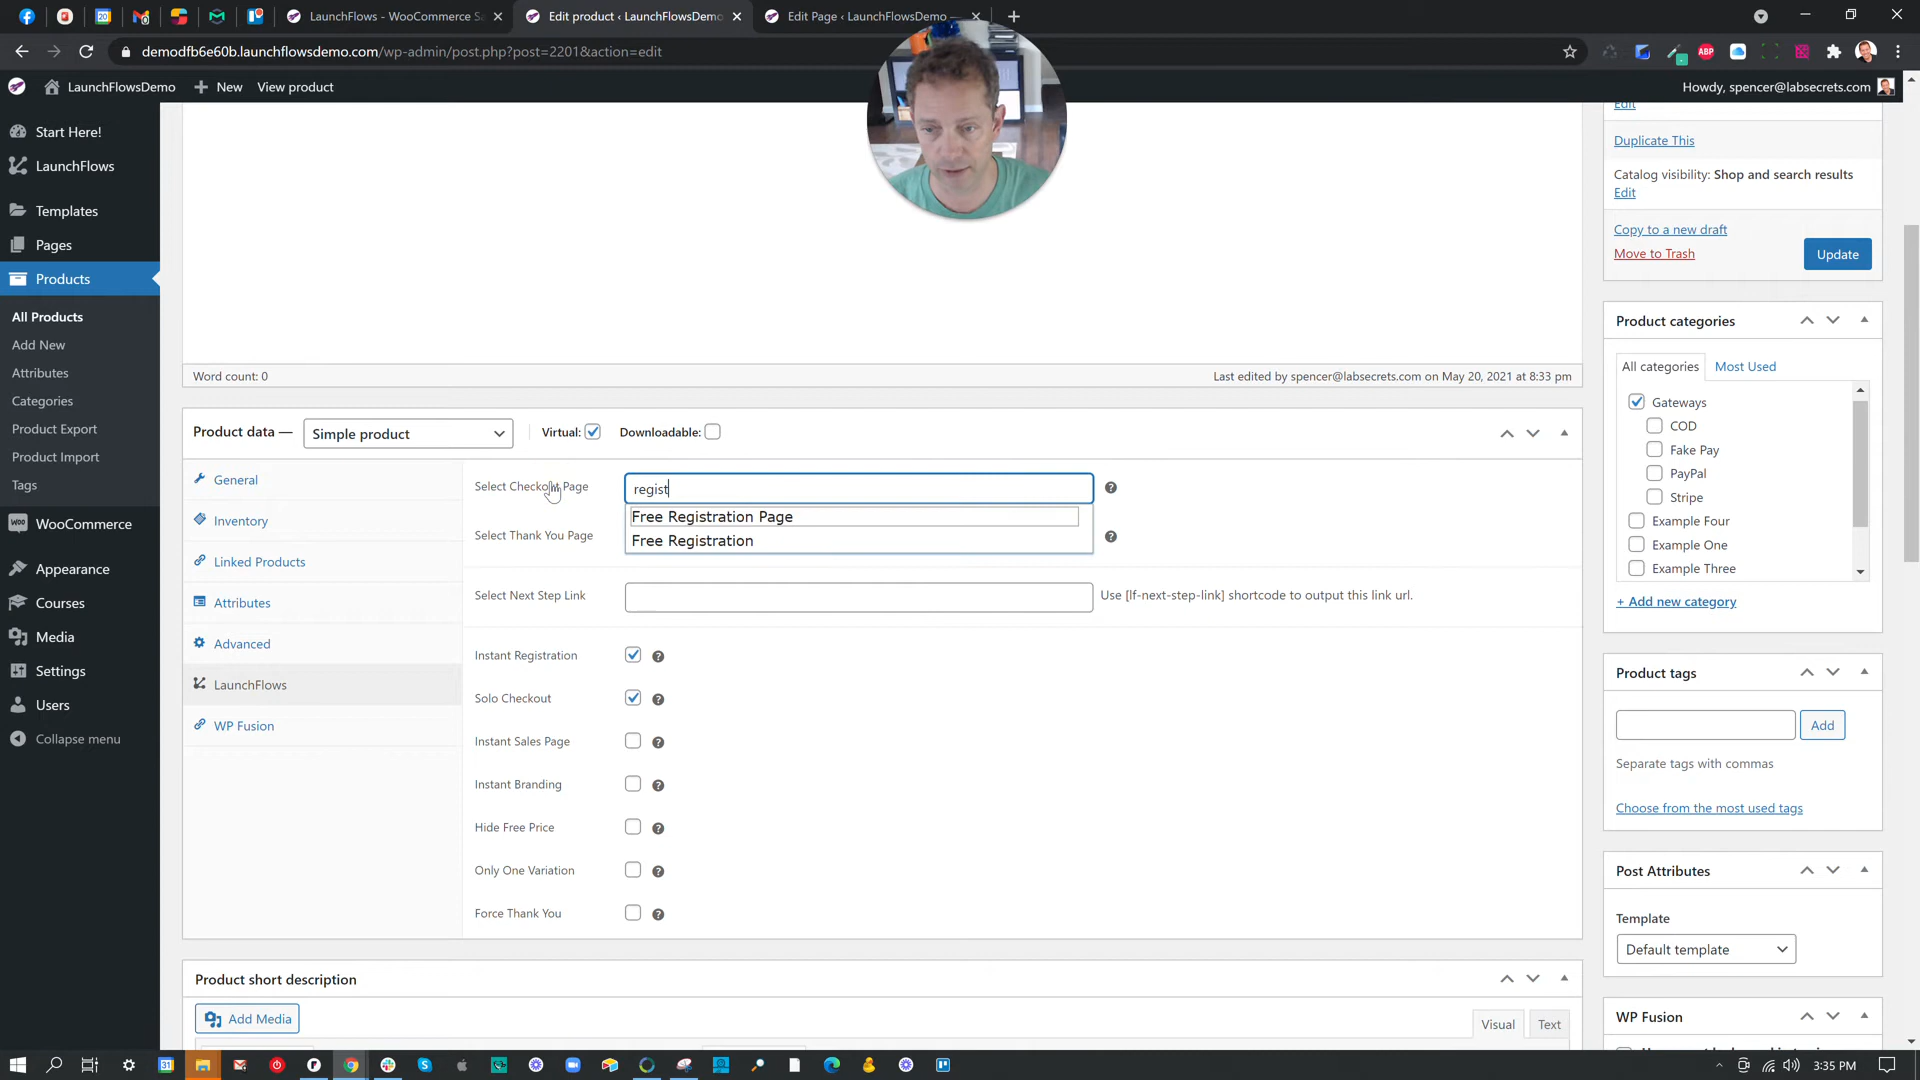 LaunchFlows - WooCommerce Sa
Edit product ‹ LaunchFlowsDemo
Edit Page ‹ LaunchFlowsDemo —
demodfb6e60b.launchflowsdemo.com/wp-admin/post.php?post=2201&action=edit
LaunchFlowsDemo
New
View product
Howdy, spencer@labsecrets.com
Start Here!
LaunchFlows
Templates
Pages
Products
All Products
Add New
Attributes
Categories
Product Export
Product Import
Tags
WooCommerce
Appearance
Courses
Media
Settings
Users
Collapse menu
Word count: 0
Last edited by spencer@labsecrets.com on May 20, 2021 at 8:33 pm
Product data —
Simple product
Virtual:
Downloadable:
General
Inventory
Linked Products
Attributes
Advanced
LaunchFlows
WP Fusion
Select Checkout Page
regist
Free Registration Page
Free Registration
Select Thank You Page
Select Next Step Link
Use [lf-next-step-link] shortcode to output this link url.
Instant Registration
Solo Checkout
Instant Sales Page
Instant Branding
Hide Free Price
Only One Variation
Force Thank You
Product short description
Add Media
Visual
Text
Edit
Duplicate This
Catalog visibility: Shop and search results
Edit
Copy to a new draft
Move to Trash
Update
Product categories
All categories
Most Used
Gateways
COD
Fake Pay
PayPal
Stripe
Example Four
Example One
Example Three
+ Add new category
Product tags
Add
Separate tags with commas
Choose from the most used tags
Post Attributes
Template
Default template
WP Fusion
3:35 PM